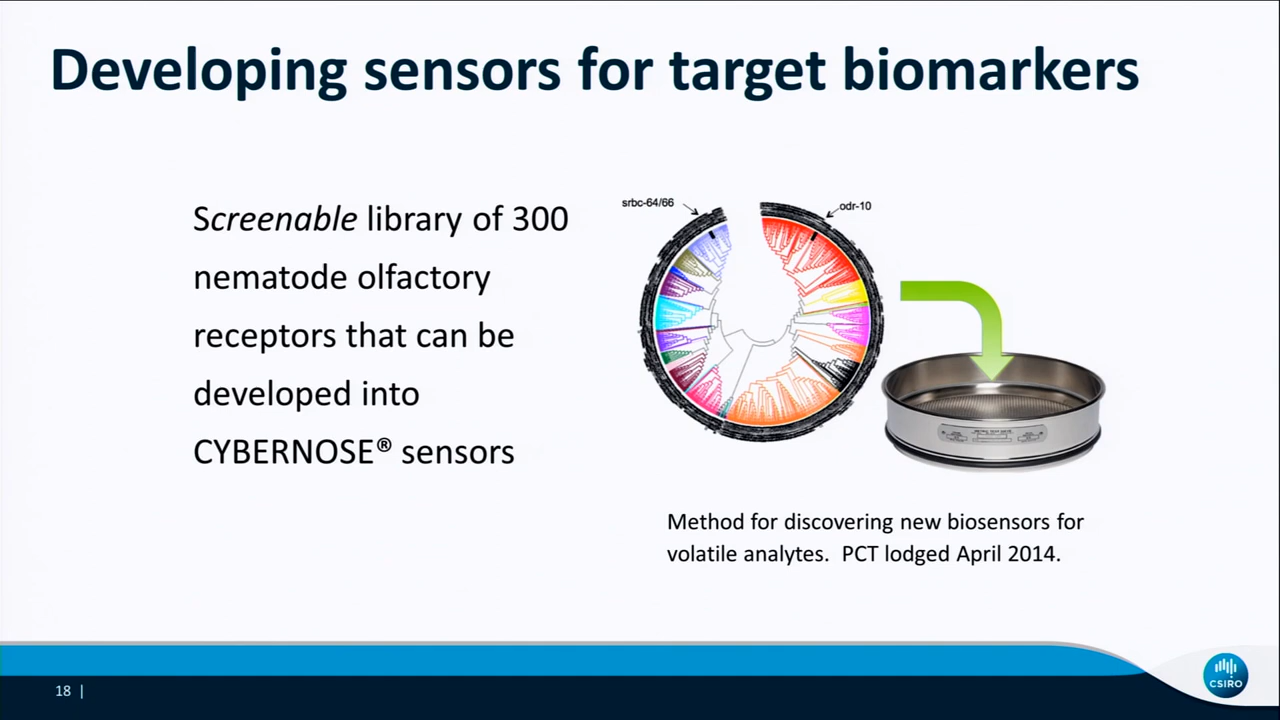 Developing sensors for target biomarkers
Screenable library of 300
nematode olfactory
receptors that can be
developed into
CYBERNOSE® sensors
srbc-64/66
odr-10
Method for discovering new biosensors for
volatile analytes. PCT lodged April 2014.
18 |
CSIRO